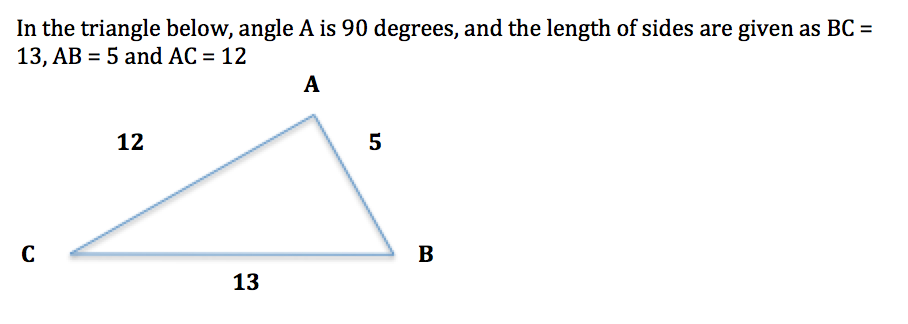 In the triangle below, angle A is 90 degrees, and the length of sides are given as BC =
13, AB = 5 and AC = 12
A
12
5
C
B
13